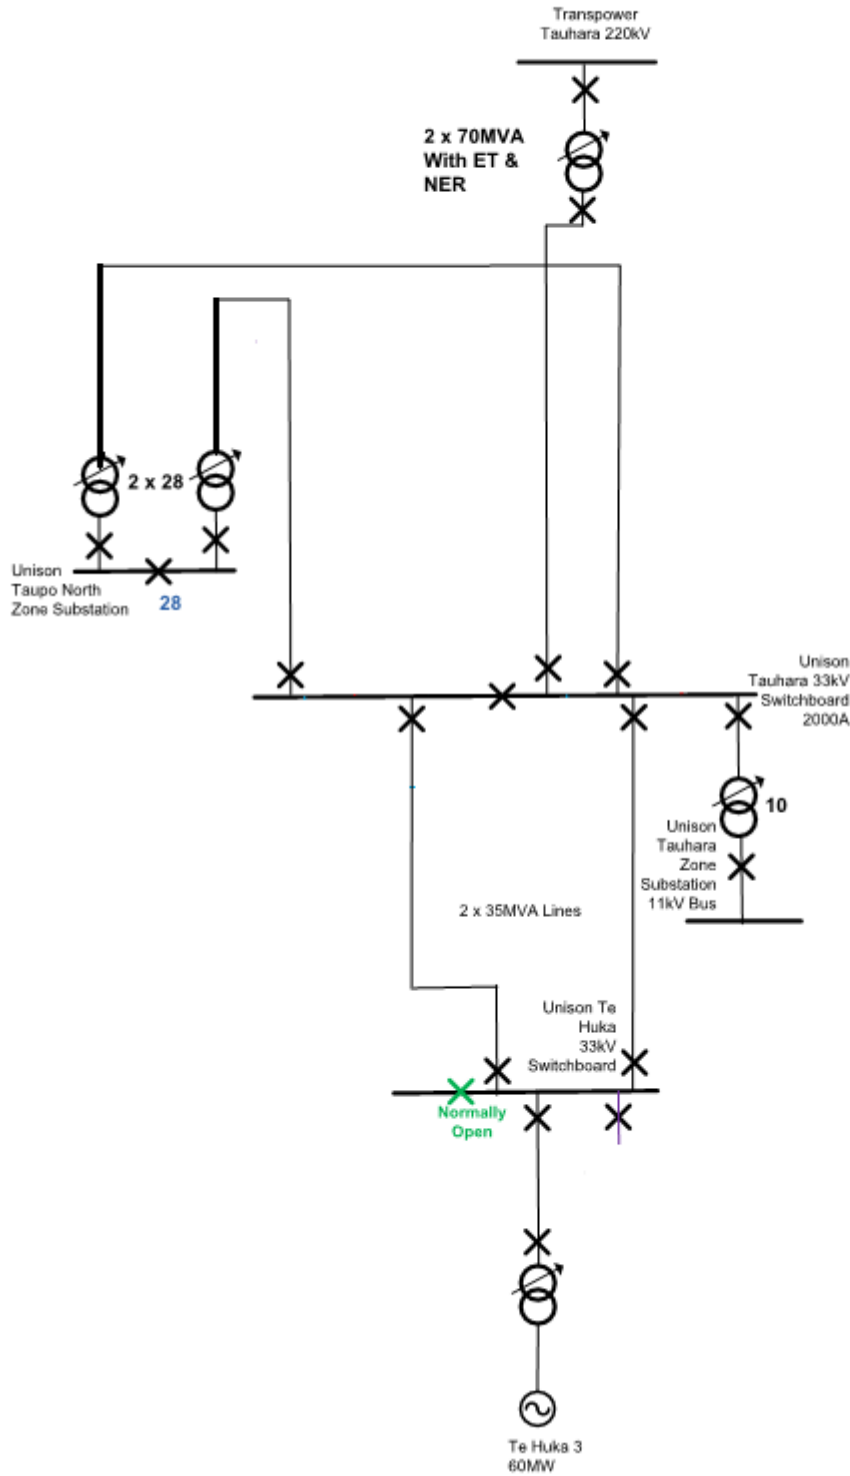 Transpower
Tauhara 220kV
2 x 70MVA
With ET &
NER
2 x 28
Unison
Taupo North
Zone Substation
28
Unison
Tauhara 33kV
Switchboard
2000A
10
Unison
Tauhara
Zone
Substation
11kV Bus
2 x 35MVA Lines
Unison Te
Huka
33kV
Switchboard
Normally
Open
Te Huka 3
60MW